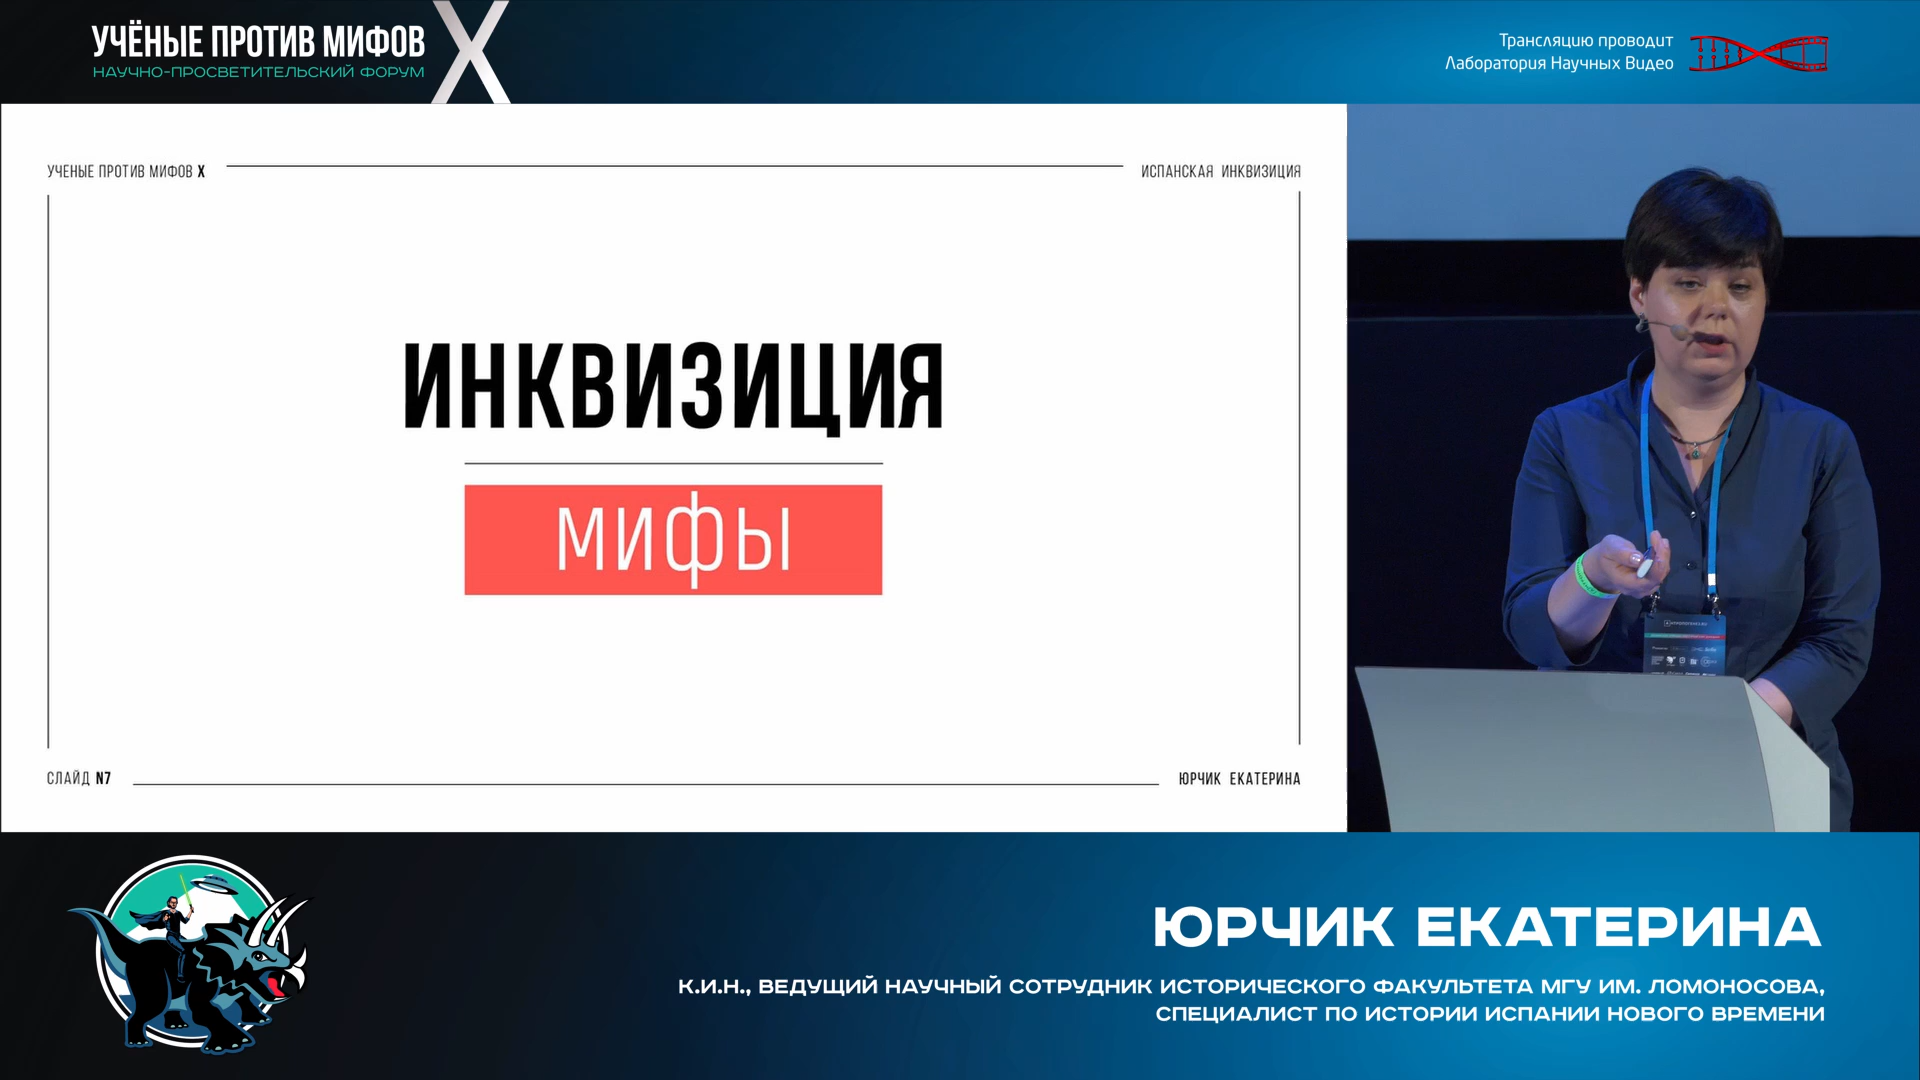 УЧЁНЫЕ ПРОТИВ МИФОВ X
НАУЧНО-ПРОСВЕТИТЕЛЬСКИЙ ФОРУМ
Трансляцию проводит
Лаборатория Научных Видео
УЧЕНЫЕ ПРОТИВ МИФОВ X
ИСПАНСКАЯ ИНКВИЗИЦИЯ
ИНКВИЗИЦИЯ
МИФЫ
СЛАЙД N7
ЮРЧИК ЕКАТЕРИНА
ЮРЧИК ЕКАТЕРИНА
К.И.Н., ВЕДУЩИЙ НАУЧНЫЙ СОТРУДНИК ИСТОРИЧЕСКОГО ФАКУЛЬТЕТА МГУ ИМ. ЛОМОНОСОВА,
СПЕЦИАЛИСТ ПО ИСТОРИИ ИСПАНИИ НОВОГО ВРЕМЕНИ